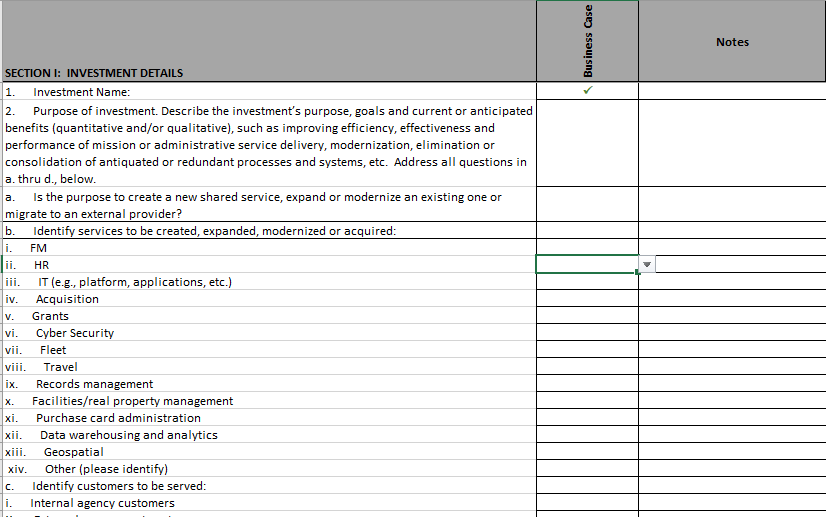 Business Case
Notes
SECTION I: INVESTMENT DETAILS
1. Investment Name: ✓
2. Purpose of investment. Describe the investment's purpose, goals and current or anticipated
benefits (quantitative and/or qualitative), such as improving efficiency, effectiveness and
performance of mission or administrative service delivery, modernization, elimination or
consolidation of antiquated or redundant processes and systems, etc. Address all questions in
a. thru d., below.
a. Is the purpose to create a new shared service, expand or modernize an existing one or
migrate to an external provider?
b. Identify services to be created, expanded, modernized or acquired:
i. FM
ii. HR
iii. IT (e.g., platform, applications, etc.)
iv. Acquisition
v. Grants
vi. Cyber Security
vii. Fleet
viii. Travel
ix. Records management
x. Facilities/real property management
xi. Purchase card administration
xii. Data warehousing and analytics
xiii. Geospatial
xiv. Other (please identify)
c. Identify customers to be served:
i. Internal agency customers